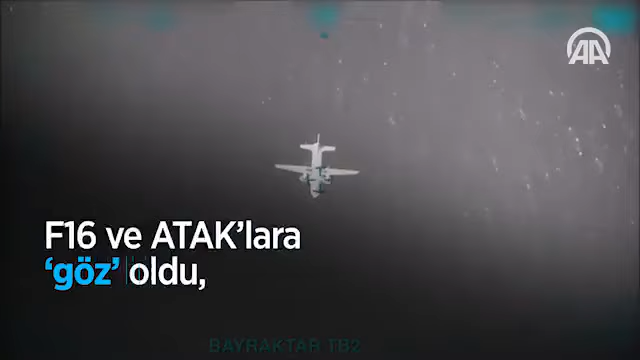 AA
F16 ve ATAK'lara
‘göz’ oldu,
BAYRAKTAR TB2